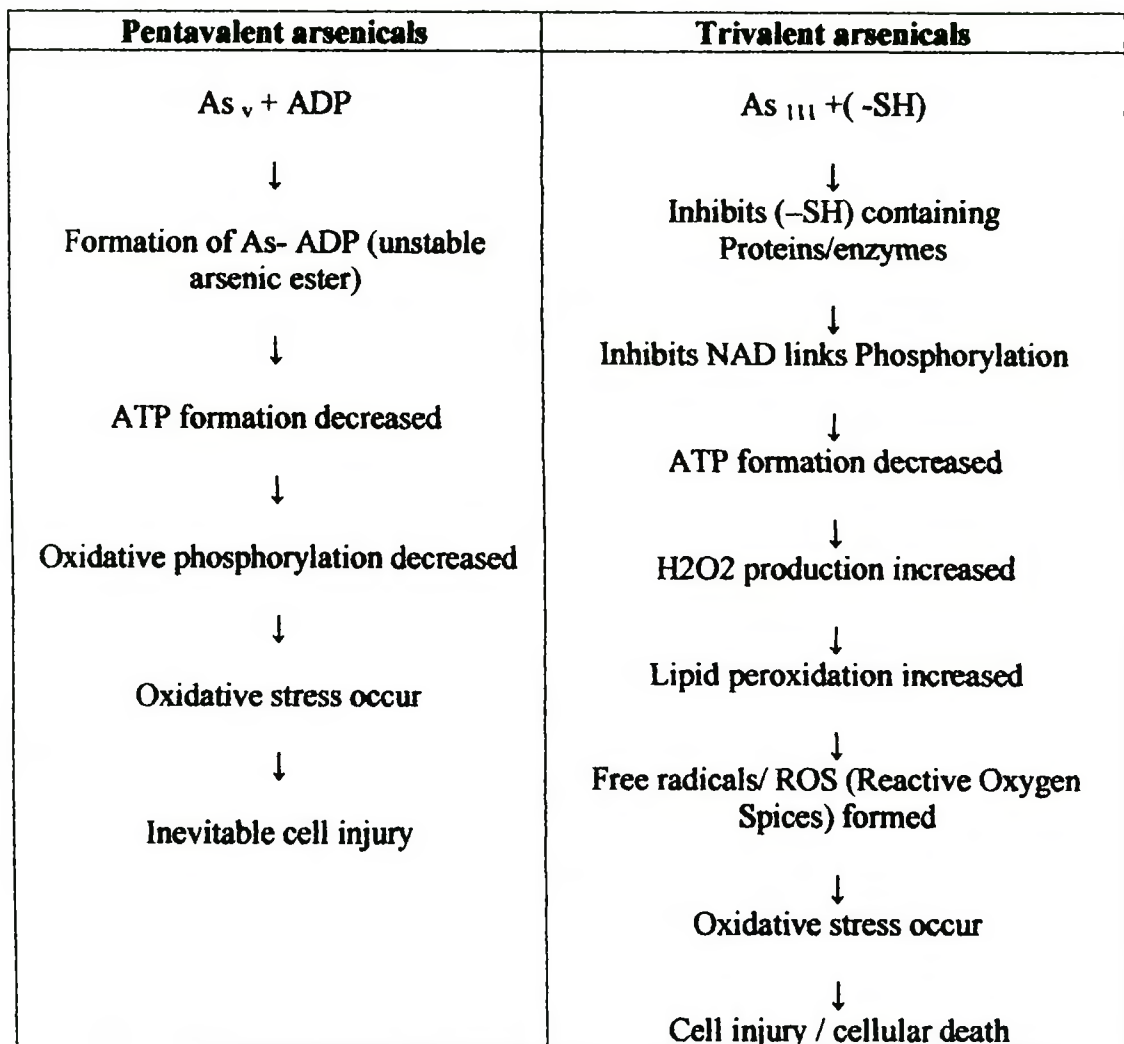 Pentavalent arsenicals
As v + ADP
↓
Formation of As- ADP (unstable
arsenic ester)
↓
ATP formation decreased
↓
Oxidative phosphorylation decreased
↓
Oxidative stress occur
↓
Inevitable cell injury
Trivalent arsenicals
As III +( -SH)
↓
Inhibits (–SH) containing
Proteins/enzymes
↓
Inhibits NAD links Phosphorylation
↓
ATP formation decreased
↓
H2O2 production increased
↓
Lipid peroxidation increased
↓
Free radicals/ ROS (Reactive Oxygen
Spices) formed
↓
Oxidative stress occur
↓
Cell injury / cellular death